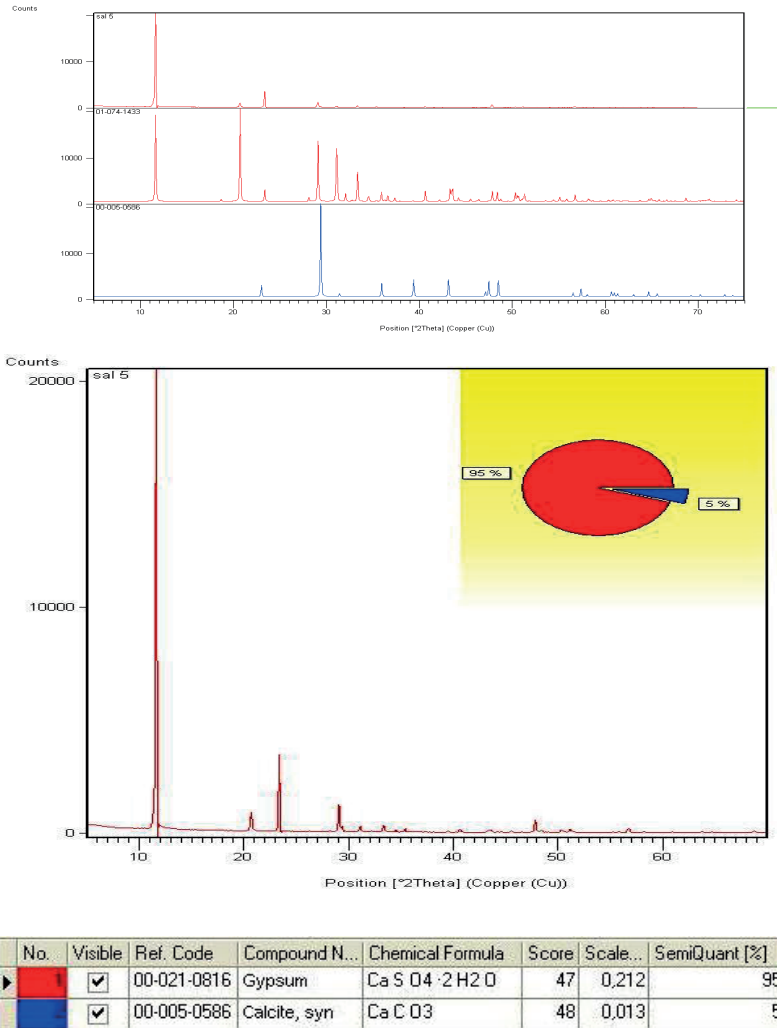 Counts
sal 5
10000
0
01-074-1433
10000
0
00-005-0586
10000
0
10 20 30 40 50 60 70
Position [°2Theta] (Copper (Cu))
Counts
20000
sal 5
95 %
5 %
10000
0
10 20 30 40 50 60
Position [°2Theta] (Copper (Cu))
No. Visible Ref. Code Compound N... Chemical Formula Score Scale... SemiQuant [%]
1 00-021-0816 Gypsum Ca S O4 ·2 H2 O 47 0,212 95
00-005-0586 Calcite, syn Ca C O3 48 0,013 5